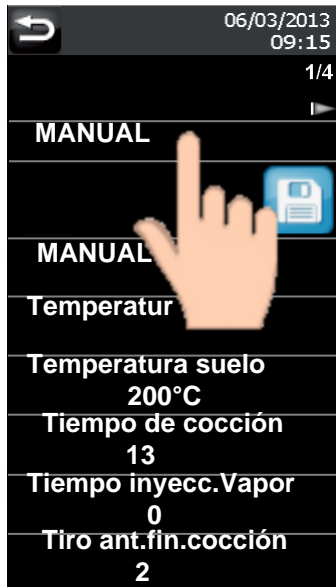 06/03/2013
09:15
1/4
MANUAL
MANUAL
Temperatur
Temperatura suelo
200°C
Tiempo de cocción
13
Tiempo inyecc.Vapor
0
Tiro ant.fin.cocción
2